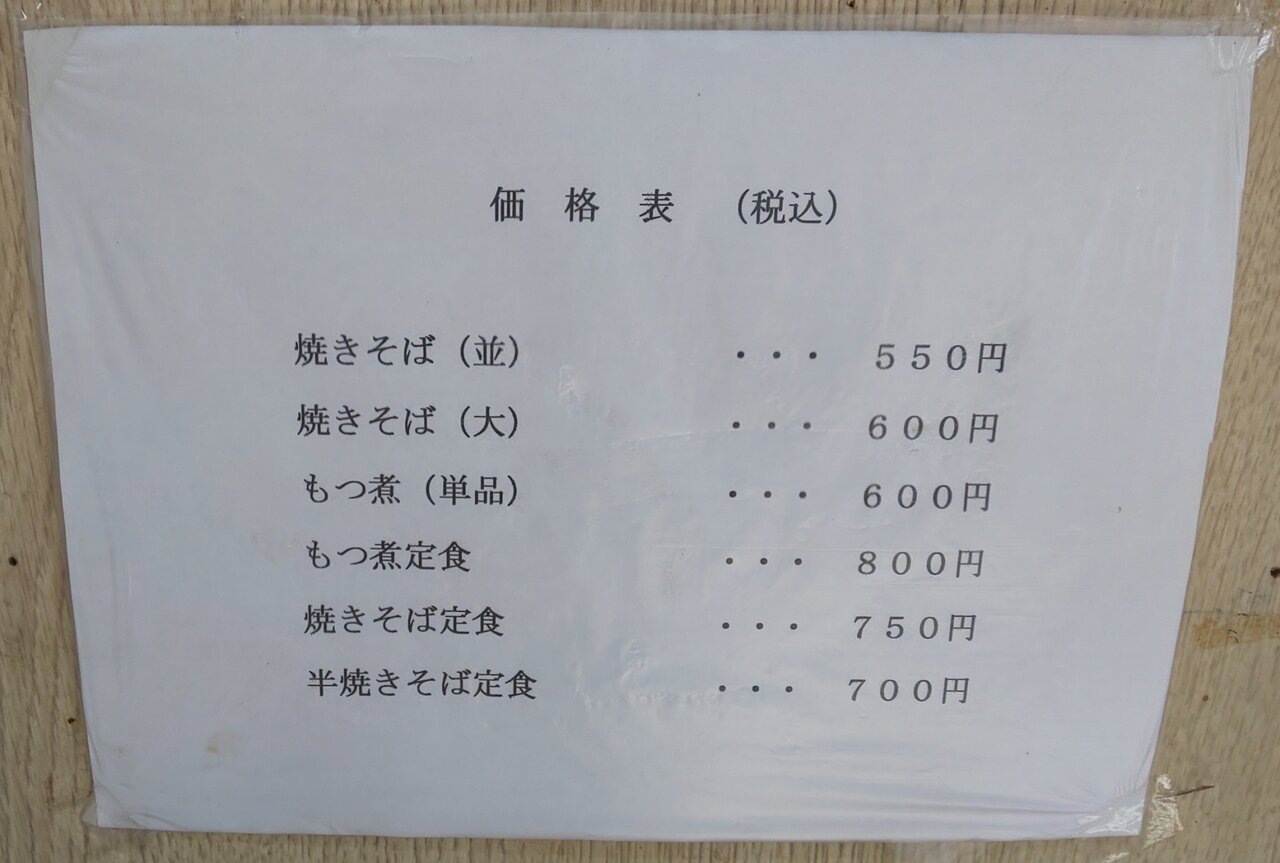 価　格　表　（税込）
焼きそば（並）　・・・　５５０円
焼きそば（大）　・・・　６００円
もつ煮（単品）　・・・　６００円
もつ煮定食　・・・　８００円
焼きそば定食　・・・　７５０円
半焼きそば定食　・・・　７００円